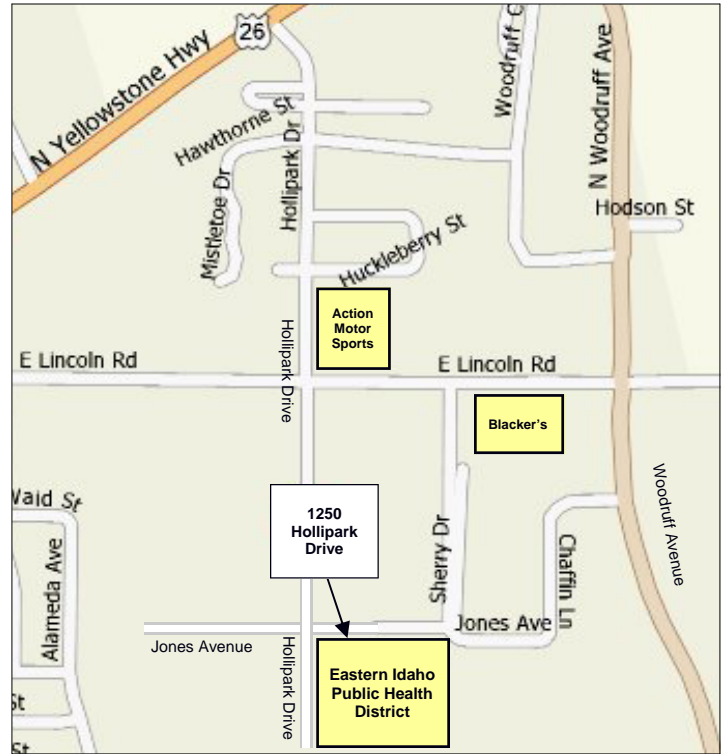 N Yellowstone Hwy
26
Woodruff C
N Woodruff Ave
Hawthorne St
Hollipark Dr
Mistletoe Dr
Hodson St
Huckleberry St
Action
Motor
Sports
Hollipark Drive
E Lincoln Rd
E Lincoln Rd
Blacker's
Woodruff Avenue
Waid St
1250
Hollipark
Drive
Sherry Dr
Chaffin Ln
Alameda Ave
Jones Ave
Jones Avenue
Hollipark Drive
Eastern Idaho
Public Health
District
St
St